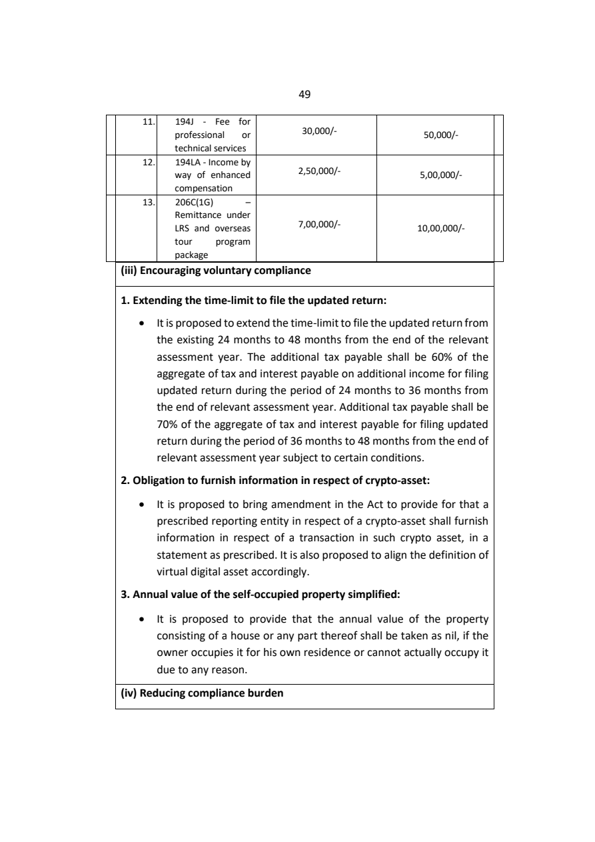 49
11. 194J - Fee for
professional or
technical services
30,000/-
50,000/-
12. 194LA - Income by
way of enhanced
compensation
2,50,000/-
5,00,000/-
13. 206C(1G) –
Remittance under
LRS and overseas
tour program
package
7,00,000/-
10,00,000/-
(iii) Encouraging voluntary compliance
1. Extending the time-limit to file the updated return:
• It is proposed to extend the time-limit to file the updated return from
the existing 24 months to 48 months from the end of the relevant
assessment year. The additional tax payable shall be 60% of the
aggregate of tax and interest payable on additional income for filing
updated return during the period of 24 months to 36 months from
the end of relevant assessment year. Additional tax payable shall be
70% of the aggregate of tax and interest payable for filing updated
return during the period of 36 months to 48 months from the end of
relevant assessment year subject to certain conditions.
2. Obligation to furnish information in respect of crypto-asset:
• It is proposed to bring amendment in the Act to provide for that a
prescribed reporting entity in respect of a crypto-asset shall furnish
information in respect of a transaction in such crypto asset, in a
statement as prescribed. It is also proposed to align the definition of
virtual digital asset accordingly.
3. Annual value of the self-occupied property simplified:
• It is proposed to provide that the annual value of the property
consisting of a house or any part thereof shall be taken as nil, if the
owner occupies it for his own residence or cannot actually occupy it
due to any reason.
(iv) Reducing compliance burden